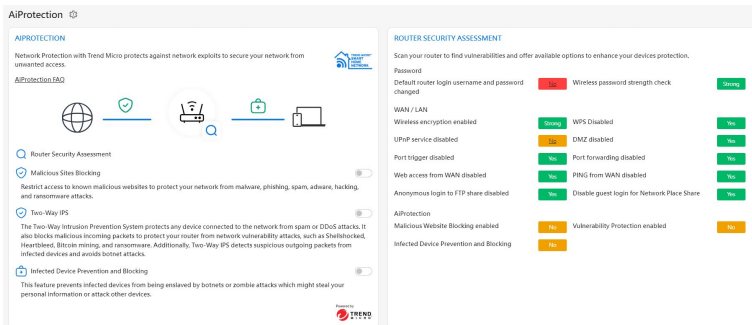 AiProtection
AIPROTECTION
Network Protection with Trend Micro protects against network exploits to secure your network from
unwanted access.
TREND MICRO
SMART
HOME
NETWORK
AiProtection FAQ
Router Security Assessment
Malicious Sites Blocking
Restrict access to known malicious websites to protect your network from malware, phishing, spam, adware, hacking,
and ransomware attacks.
Two-Way IPS
The Two-Way Intrusion Prevention System protects any device connected to the network from spam or DDoS attacks. It
also blocks malicious incoming packets to protect your router from network vulnerability attacks, such as Shellshocked,
Heartbleed, Bitcoin mining, and ransomware. Additionally, Two-Way IPS detects suspicious outgoing packets from
infected devices and avoids botnet attacks.
Infected Device Prevention and Blocking
This feature prevents infected devices from being enslaved by botnets or zombie attacks which might steal your
personal information or attack other devices.
Powered by
TREND
MICRO
ROUTER SECURITY ASSESSMENT
Scan your router to find vulnerabilities and offer available options to enhance your devices protection.
Password
Default router login username and password
changed No Wireless password strength check Strong
WAN / LAN
Wireless encryption enabled Strong WPS Disabled Yes
UPnP service disabled No DMZ disabled Yes
Port trigger disabled Yes Port forwarding disabled Yes
Web access from WAN disabled Yes PING from WAN disabled Yes
Anonymous login to FTP share disabled Yes Disable guest login for Network Place Share Yes
AiProtection
Malicious Website Blocking enabled No Vulnerability Protection enabled No
Infected Device Prevention and Blocking No